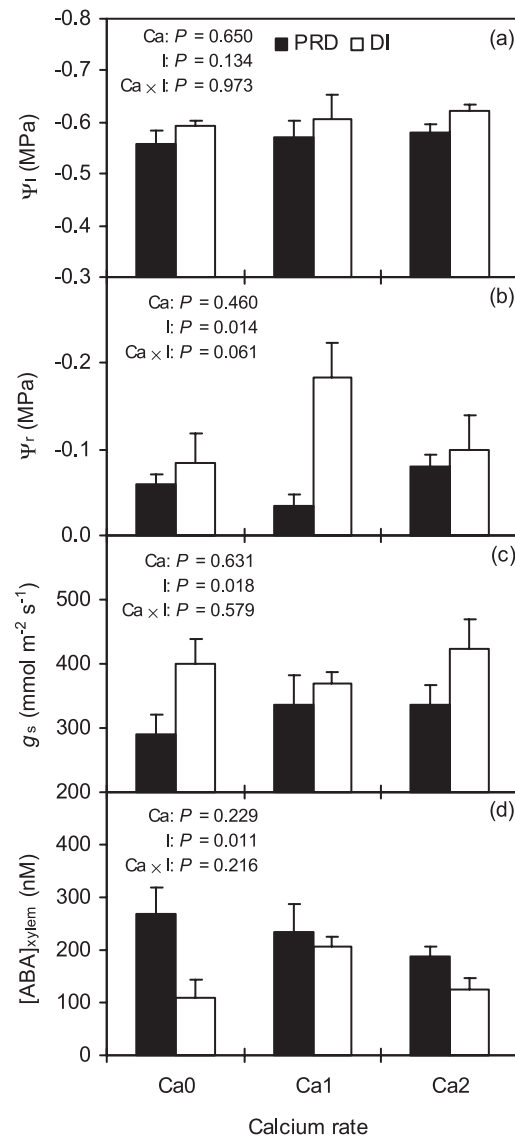 -0.8
Ca: P = 0.650
I: P = 0.134
Ca × I: P = 0.973
PRD
DI
(a)
-0.7
-0.6
-0.5
-0.4
-0.3
Ψl (MPa)
Ca: P = 0.460
I: P = 0.014
Ca × I: P = 0.061
(b)
-0.2
-0.1
0.0
Ψr (MPa)
Ca: P = 0.631
I: P = 0.018
Ca × I: P = 0.579
(c)
500
400
300
200
gs (mmol m-2 s-1)
Ca: P = 0.229
I: P = 0.011
Ca × I: P = 0.216
(d)
400
300
200
100
0
[ABA]xylem (nM)
Ca0 Ca1 Ca2
Calcium rate